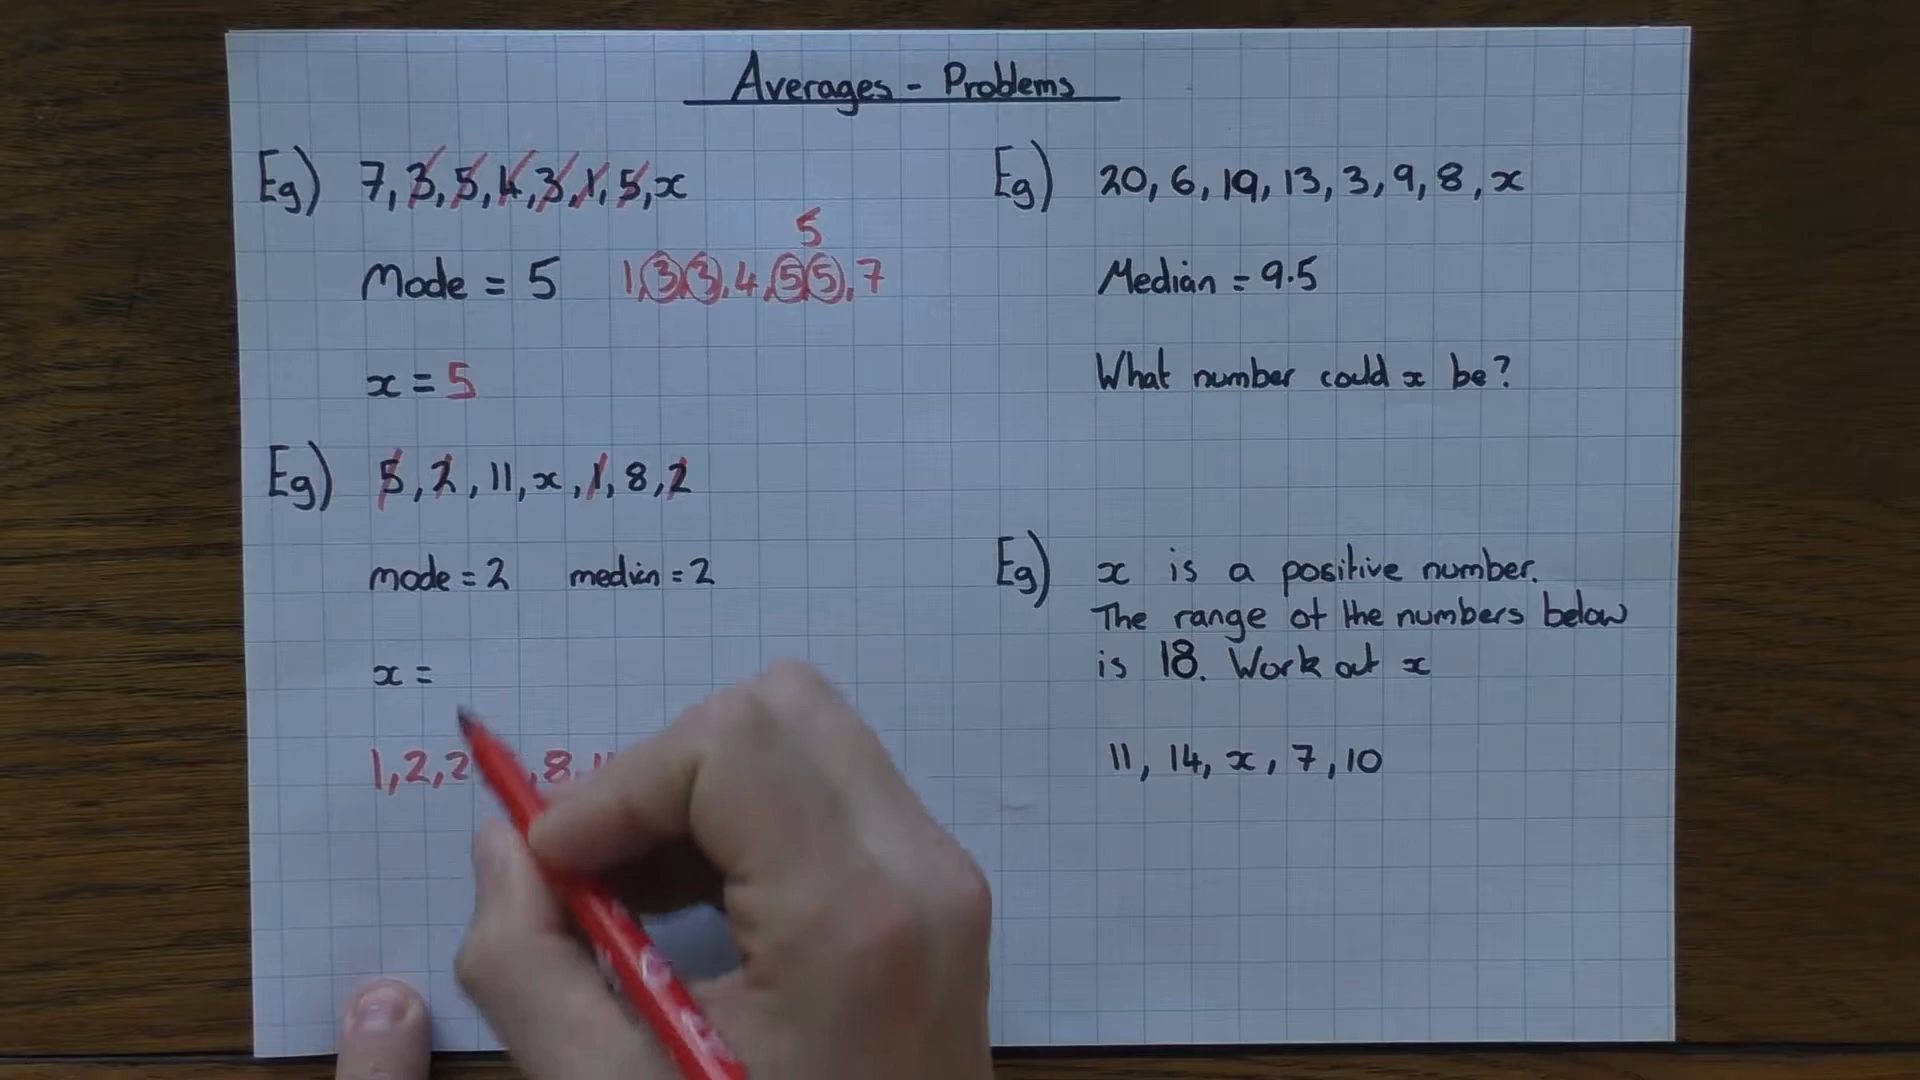 Averages - Problems
Eg) 7, 3, 5, 4, 3, 1, 5, x
5
Mode = 5 1, 3, 3, 4, 5, 5, 7
x = 5
Eg) 5, 2, 11, x, 1, 8, 2
mode = 2 median = 2
x =
1, 2, 2 , 8,
Eg) 20, 6, 19, 13, 3, 9, 8, x
Median = 9.5
What number could x be?
Eg) x is a positive number.
The range of the numbers below
is 18. Work out x
11, 14, x, 7, 10